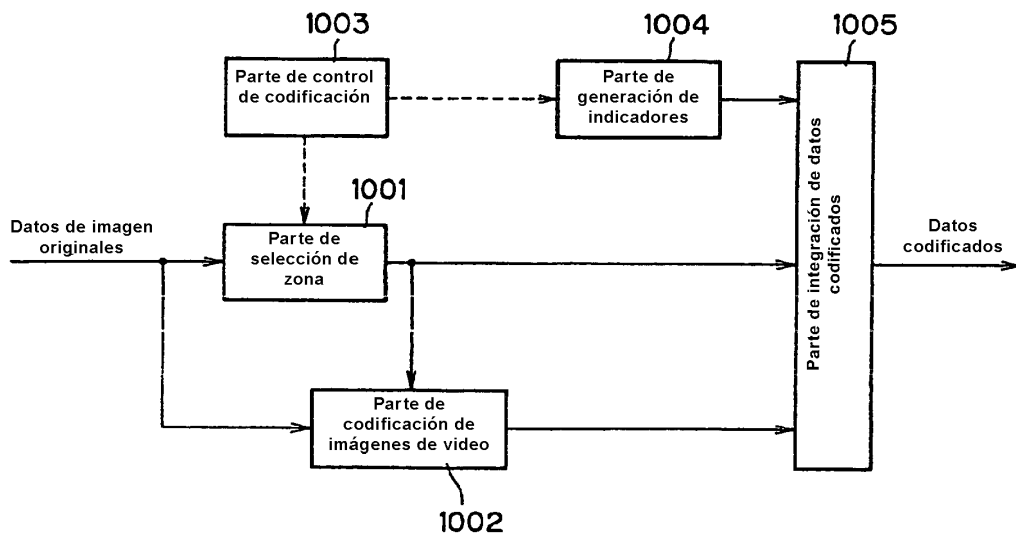 1003
Parte de control
de codificación
1004
Parte de
generación de
indicadores
1005
Parte de integración de datos
codificados
Datos de imagen
originales
1001
Parte de
selección de
zona
Datos
codificados
Parte de
codificación de
imágenes de video
1002